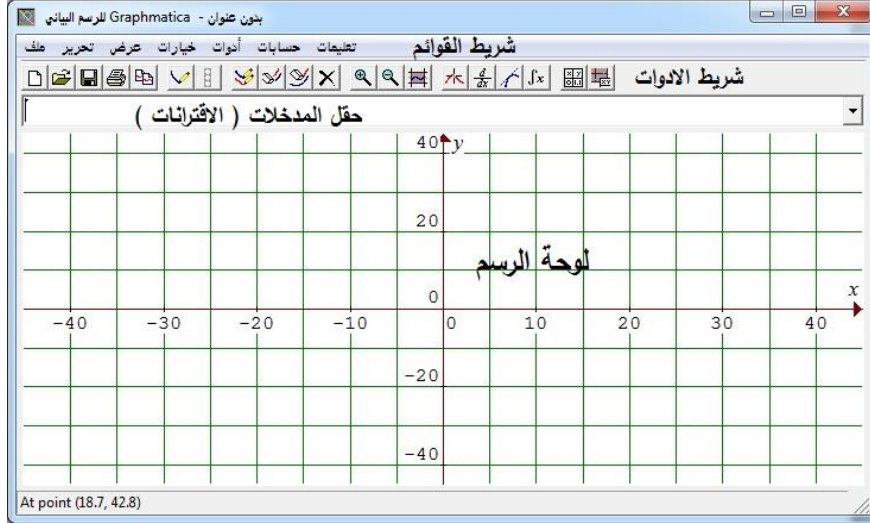 بدون عنوان - Graphmatica للرسم البياني
ملف تحرير عرض خيارات أدوات حسابات تعليمات شريط القوائم
شريط الادوات
حقل المدخلات ( الاقترانات )
40 y
20
لوحة الرسم
0 x
-40 -30 -20 -10 0 10 20 30 40
-20
-40
At point (18.7, 42.8)